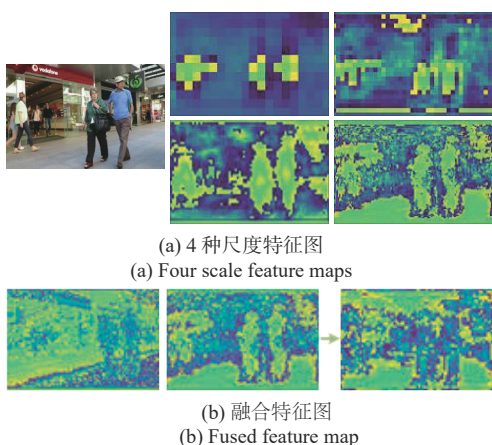 vodafone
(a) 4 种尺度特征图
(a) Four scale feature maps
(b) 融合特征图
(b) Fused feature map